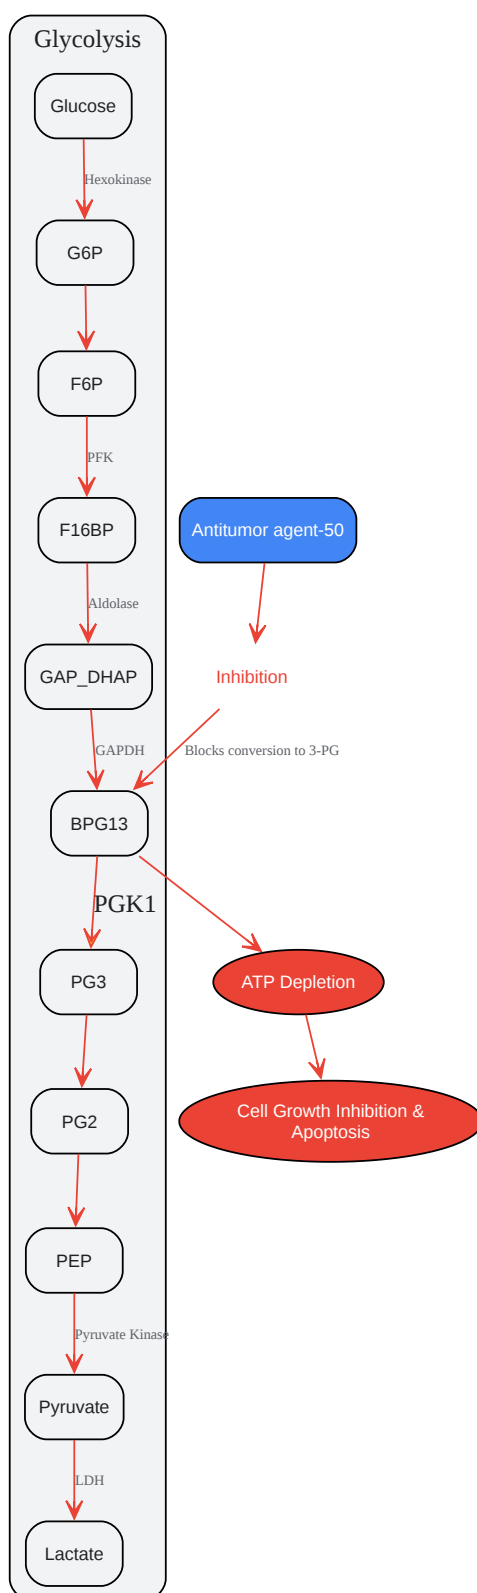 Glycolysis
Glucose
Hexokinase
G6P
F6P
PFK
F16BP
Antitumor agent-50
Aldolase
GAP_DHAP
Inhibition
GAPDH
Blocks conversion to 3-PG
BPG13
PGK1
PG3
ATP Depletion
PG2
Cell Growth Inhibition &
Apoptosis
PEP
Pyruvate Kinase
Pyruvate
LDH
Lactate